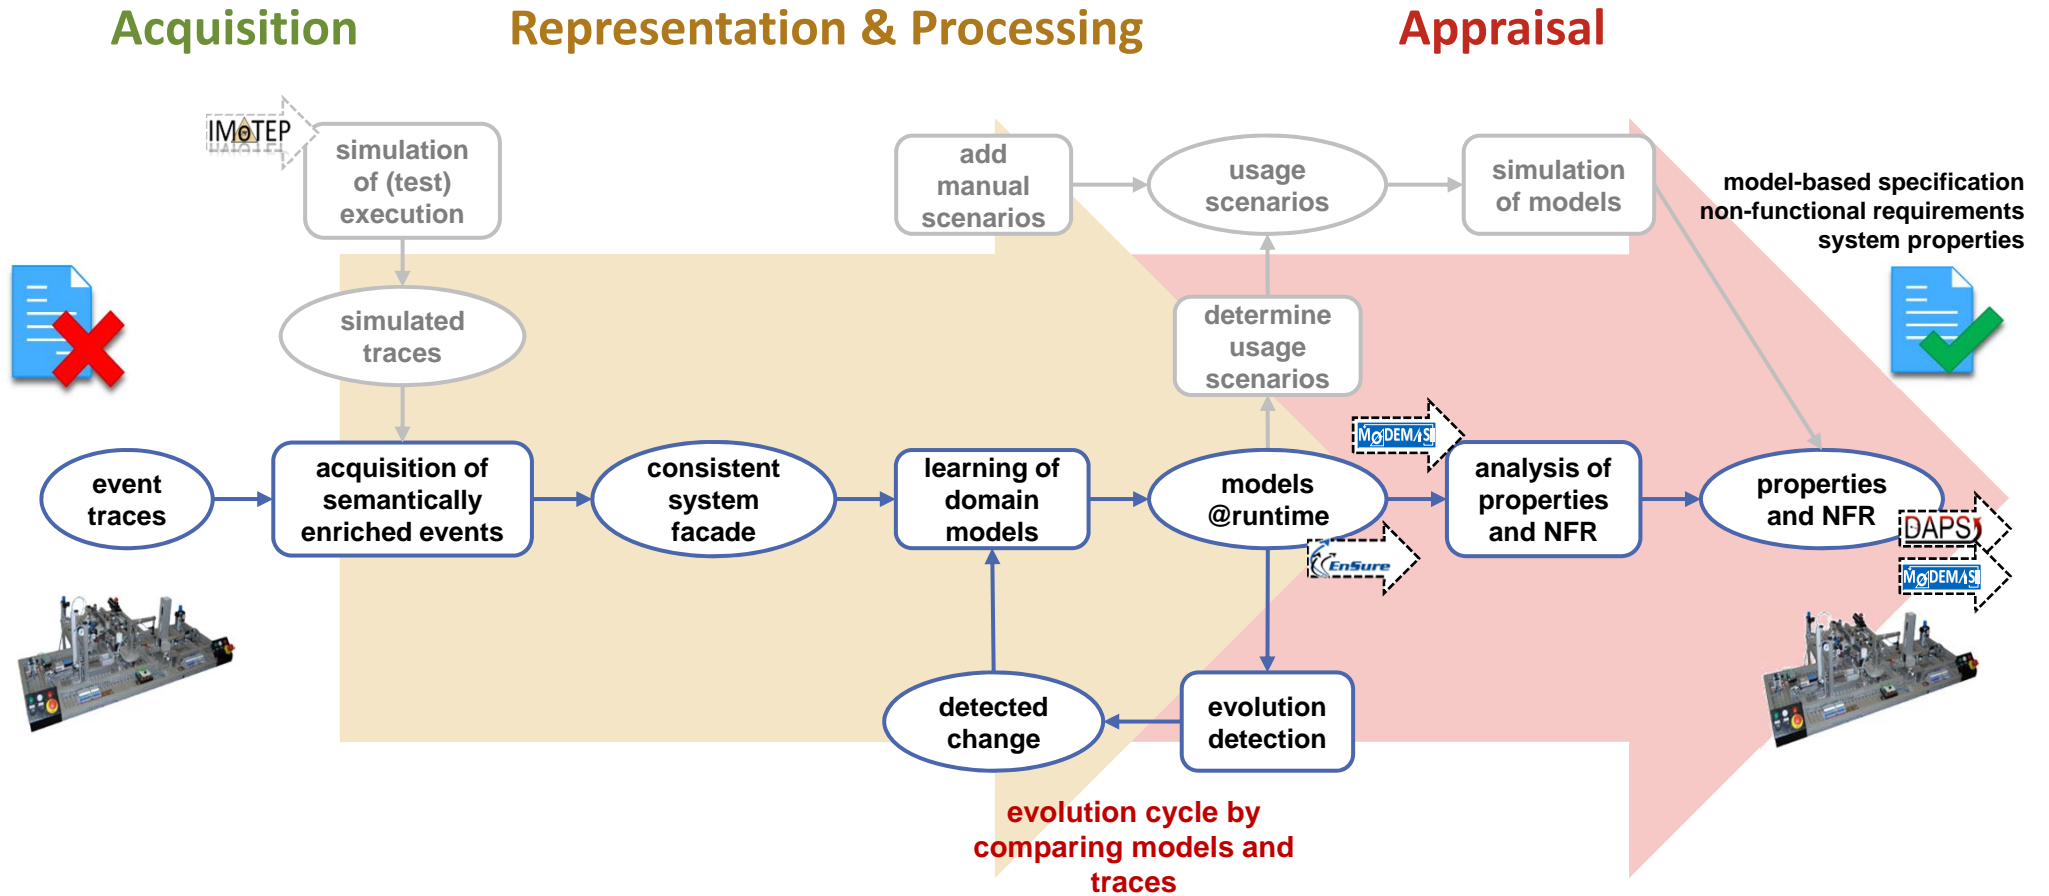 Acquisition
Representation & Processing
Appraisal
IMoTEP
simulation
of (test)
execution
add
manual
scenarios
usage
scenarios
simulation
of models
model-based specification
non-functional requirements
system properties
simulated
traces
determine
usage
scenarios
MODEMAS
event
traces
acquisition of
semantically
enriched events
consistent
system
facade
learning of
domain
models
models
@runtime
analysis of
properties
and NFR
properties
and NFR
DAPS
EnSure
MODEMAS
detected
change
evolution
detection
evolution cycle by
comparing models and
traces